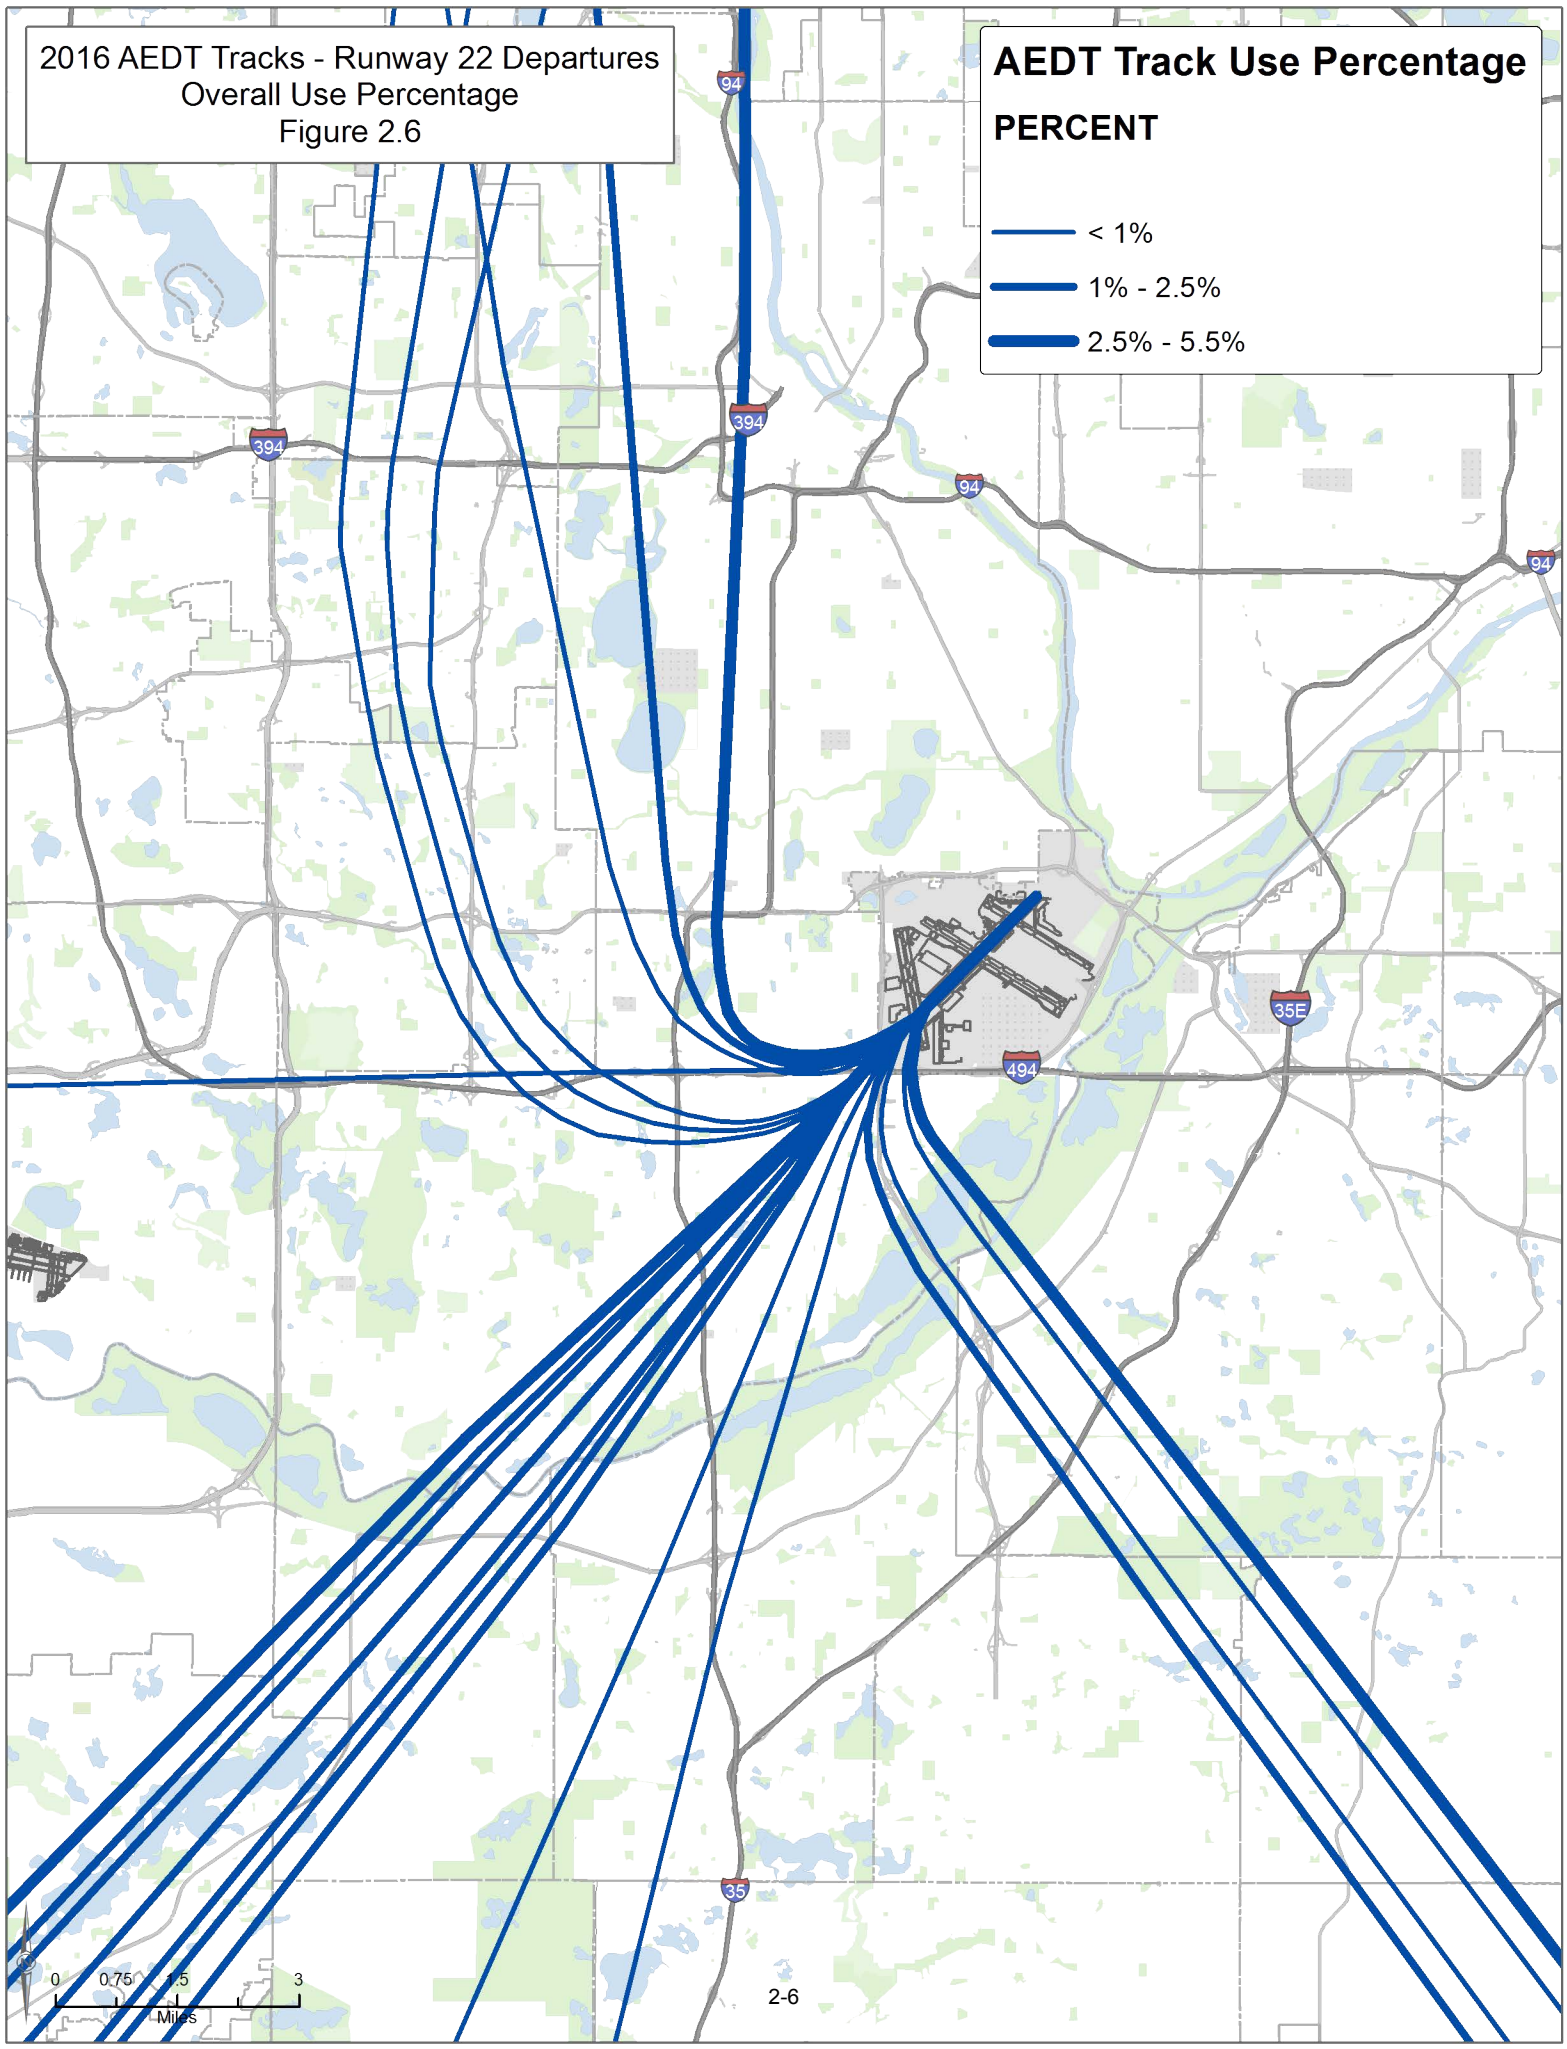 2016 AEDT Tracks - Runway 22 Departures
Overall Use Percentage
Figure 2.6
AEDT Track Use Percentage
PERCENT
< 1%
1% - 2.5%
2.5% - 5.5%
94
394
394
94
94
35E
494
35
0 0.75 1.5 3
Miles
2-6